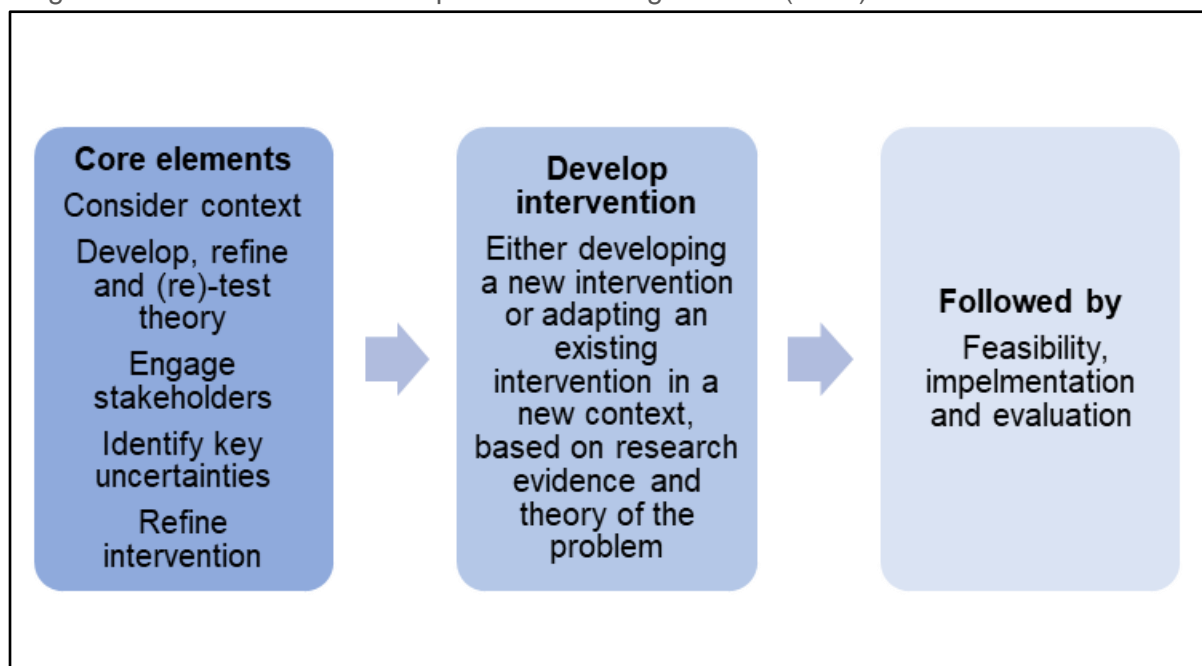 Core elements
Consider context
Develop, refine
and (re)-test
theory
Engage
stakeholders
Identify key
uncertainties
Refine
intervention
Develop
intervention
Either developing
a new intervention
or adapting an
existing
intervention in a
new context,
based on research
evidence and
theory of the
problem
Followed by
Feasibility,
impelmentation
and evaluation